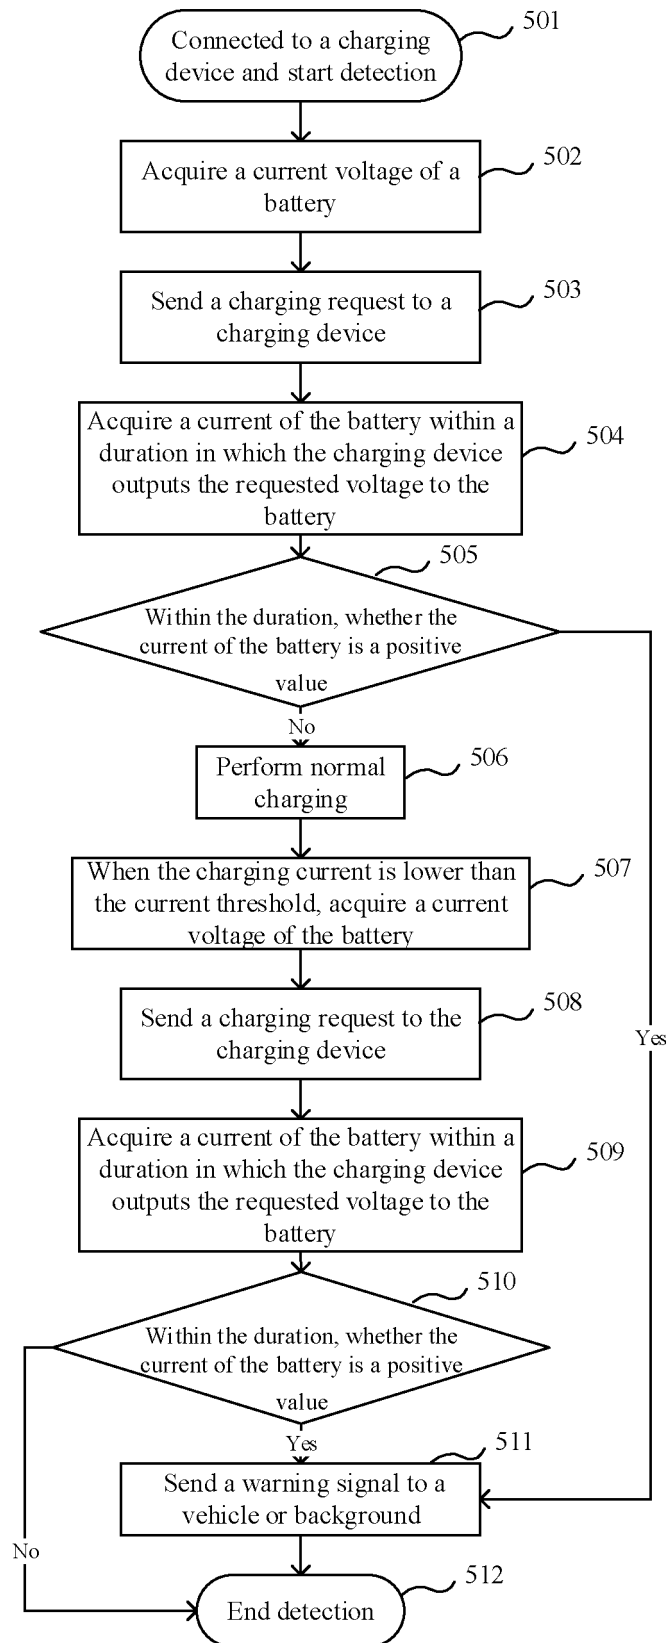 Connected to a charging
device and start detection
501
Acquire a current voltage of a
battery
502
Send a charging request to a
charging device
503
Acquire a current of the battery within a
duration in which the charging device
outputs the requested voltage to the
battery
504
505
Within the duration, whether the
current of the battery is a positive
value
No
Perform normal
charging
506
When the charging current is lower than
the current threshold, acquire a current
voltage of the battery
507
Send a charging request to the
charging device
508
Yes
Acquire a current of the battery within a
duration in which the charging device
outputs the requested voltage to the
battery
509
510
Within the duration, whether the
current of the battery is a positive
value
Yes
511
Send a warning signal to a
vehicle or background
No
End detection
512